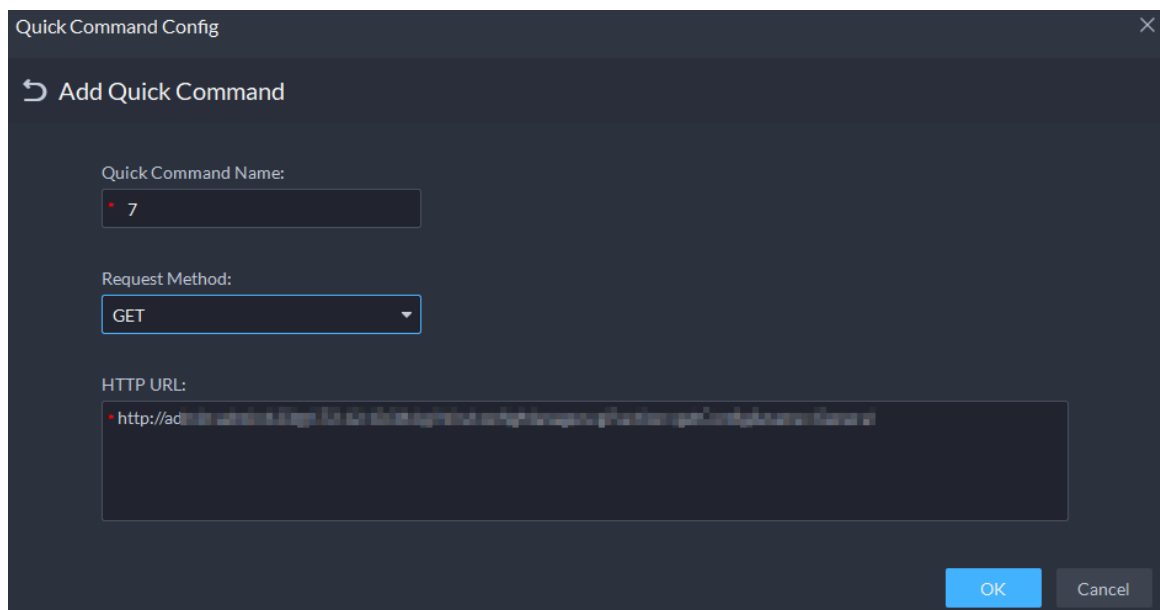 Quick Command Config
Add Quick Command
Quick Command Name:
* 7
Request Method:
GET
HTTP URL:
* http://ad
OK
Cancel